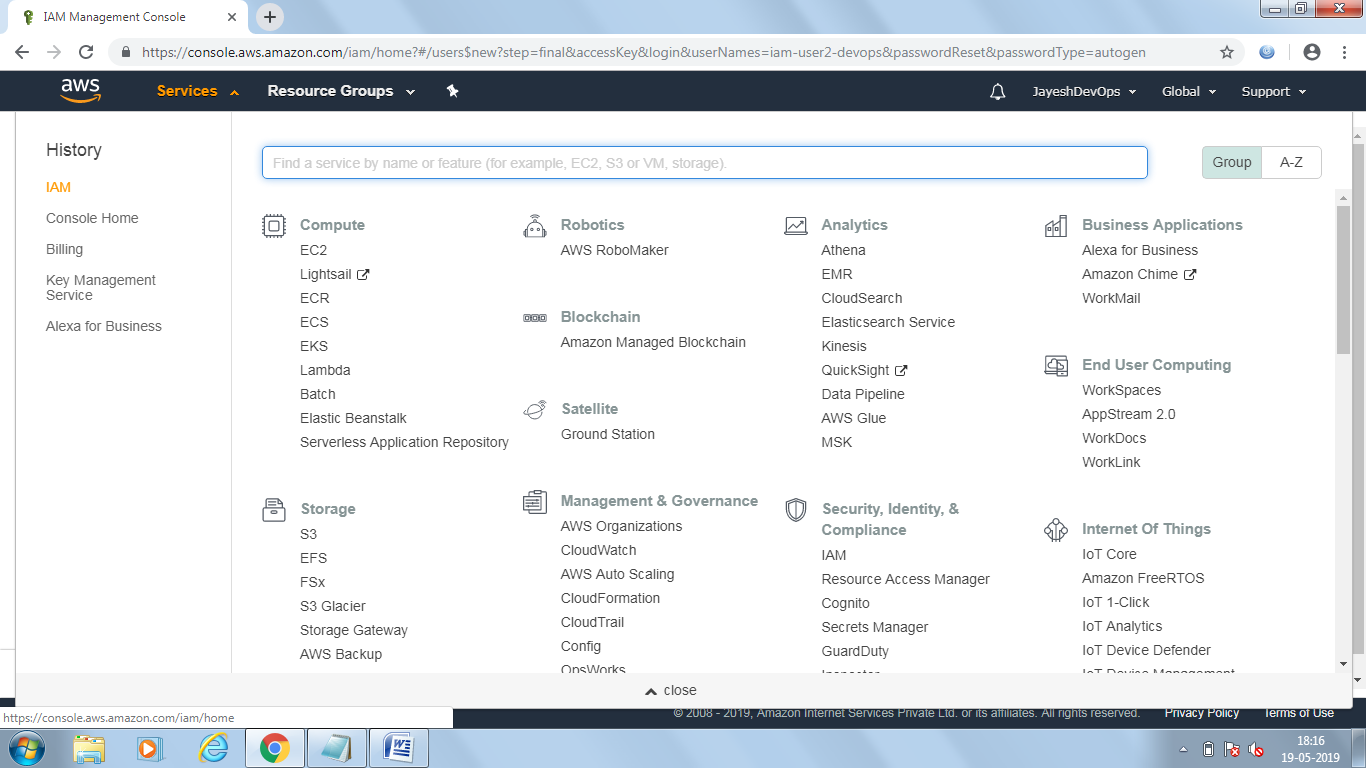 IAM Management Console
https://console.aws.amazon.com/iam/home?#/users$new?step=final&accessKey&login&userNames=iam-user2-devops&passwordReset&passwordType=autogen
aws
Services
Resource Groups
JayeshDevOps
Global
Support
History
IAM
Console Home
Billing
Key Management
Service
Alexa for Business
Find a service by name or feature (for example, EC2, S3 or VM, storage).
Group
A-Z
Compute
EC2
Lightsail
ECR
ECS
EKS
Lambda
Batch
Elastic Beanstalk
Serverless Application Repository
Storage
S3
EFS
FSx
S3 Glacier
Storage Gateway
AWS Backup
Robotics
AWS RoboMaker
Blockchain
Amazon Managed Blockchain
Satellite
Ground Station
Management & Governance
AWS Organizations
CloudWatch
AWS Auto Scaling
CloudFormation
CloudTrail
Config
OpsWorks
Analytics
Athena
EMR
CloudSearch
Elasticsearch Service
Kinesis
QuickSight
Data Pipeline
AWS Glue
MSK
Security, Identity, &
Compliance
IAM
Resource Access Manager
Cognito
Secrets Manager
GuardDuty
Inspector
Business Applications
Alexa for Business
Amazon Chime
WorkMail
End User Computing
WorkSpaces
AppStream 2.0
WorkDocs
WorkLink
Internet Of Things
IoT Core
Amazon FreeRTOS
IoT 1-Click
IoT Analytics
IoT Device Defender
IoT Device Management
close
https://console.aws.amazon.com/iam/home
© 2008 - 2019, Amazon Internet Services Private Ltd. or its affiliates. All rights reserved.
Privacy Policy
Terms of Use
18:16
19-05-2019